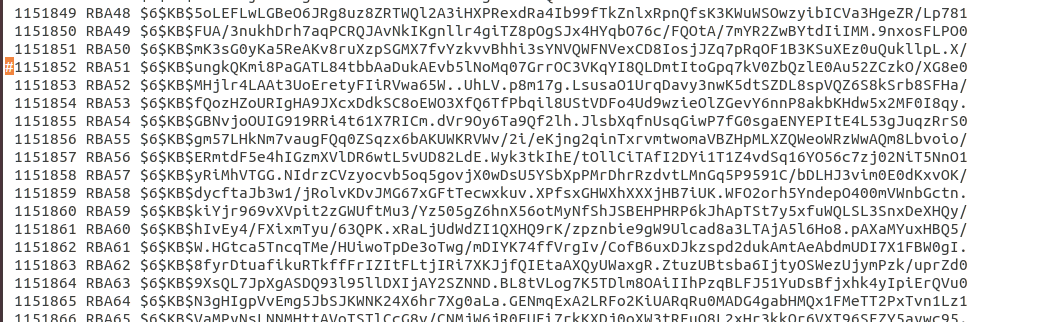 1151849 RBA48 $6$KB$5oLEFLwLGBeO6JRg8uz8ZRTWQl2A3iHXPRexdRa4Ib99fTkZnlxRpnQfsK3KWuWSOwzyibICVa3HgeZR/Lp781
1151850 RBA49 $6$KB$FUA/3nukhDrh7aqPCRQJAvNkIKgnllr4giTZ8pOgSJx4HYqbO76c/FQOtA/7mYR2ZwBYtdIiIMM.9nxosFLPO0
1151851 RBA50 $6$KB$mK3sG0yKa5ReAKv8ruXzpSGMX7fvYzkvvBhhi3sYNVQWFNVexCD8IosjJZq7pRqOF1B3KSuXEz0uQukllpL.X/
#1151852 RBA51 $6$KB$ungkQKmi8PaGATL84tbbAaDukAEvb5lNoMq07GrrOC3VKqYI8QLDmtItoGpq7kV0ZbQzlE0Au52ZCzkO/XG8e0
1151853 RBA52 $6$KB$MHjlr4LAAt3UoEretyFIiRVwa65W..UhLV.p8m17g.LsusaO1UrqDavy3nwK5dtSZDL8spVQZ6S8kSrb8SFHa/
1151854 RBA53 $6$KB$fQozHZoURIgHA9JXcxDdkSC8oEWO3XfQ6TfPbqil8UStVDFo4Ud9wzieOlZGevY6nnP8akbKHdw5x2MF0I8qy.
1151855 RBA54 $6$KB$GBNvjoOUIG919RRi4t61X7RICm.dVr9Oy6Ta9Qf2lh.JlsbXqfnUsqGiwP7fG0sgaENYEPItE4L53gJuqzRrS0
1151856 RBA55 $6$KB$gm57LHkNm7vaugFQq0ZSqzx6bAKUWKRVWv/2i/eKjng2qinTxrvmtwomaVBZHpMLXZQWeoWRzWwAQm8Lbvoio/
1151857 RBA56 $6$KB$ERmtdF5e4hIGzmXVlDR6wtL5vUD82LdE.Wyk3tkIhE/tOllCiTAfI2DYi1T1Z4vdSq16YO56c7zj02NiT5NnO1
1151858 RBA57 $6$KB$yRiMhVTGG.NIdrzCVzyocvb5oq5govjX0wDsU5YSbXpPMrDhrRzdvtLMnGq5P9591C/bDLHJ3vim0E0dKxvOK/
1151859 RBA58 $6$KB$dycftaJb3w1/jRolvKDvJMG67xGFtTecwxkuv.XPfsxGHWXhXXXjHB7iUK.WFO2orh5YndepO400mVWnbGctn.
1151860 RBA59 $6$KB$kiYjr969vXVpit2zGWUftMu3/Yz505gZ6hnX56otMyNfShJSBEHPHRP6kJhApTSt7y5xfuWQLSL3SnxDeXHQy/
1151861 RBA60 $6$KB$hIvEy4/FXixmTyu/63QPK.xRaLjUdWdZI1QXHQ9rK/zpznbie9gW9Ulcad8a3LTAjA5l6Ho8.pAXaMYuxHBQ5/
1151862 RBA61 $6$KB$W.HGtca5TncqTMe/HUiwoTpDe3oTwg/mDIYK74ffVrgIv/CofB6uxDJkzspd2dukAmtAeAbdmUDI7X1FBW0gI.
1151863 RBA62 $6$KB$8fyrDtuafikuRTkffFrIZItFLtjIRi7XKJjfQIEtaAXQyUWaxgR.ZtuzUBtsba6IjtyOSWezUjymPzk/uprZd0
1151864 RBA63 $6$KB$9XsQL7JpXgASDQ93l95llDXIjAY2SZNND.BL8tVLog7K5TDlm8OAiIIhPzqBLFJ51YuDsBfjxhk4yIpiErQVu0
1151865 RBA64 $6$KB$N3gHIgpVvEmg5JbSJKWNK24X6hr7Xg0aLa.GENmqExA2LRFo2KiUARqRu0MADG4gabHMQx1FMeTT2PxTvn1Lz1
1151866 RBA65